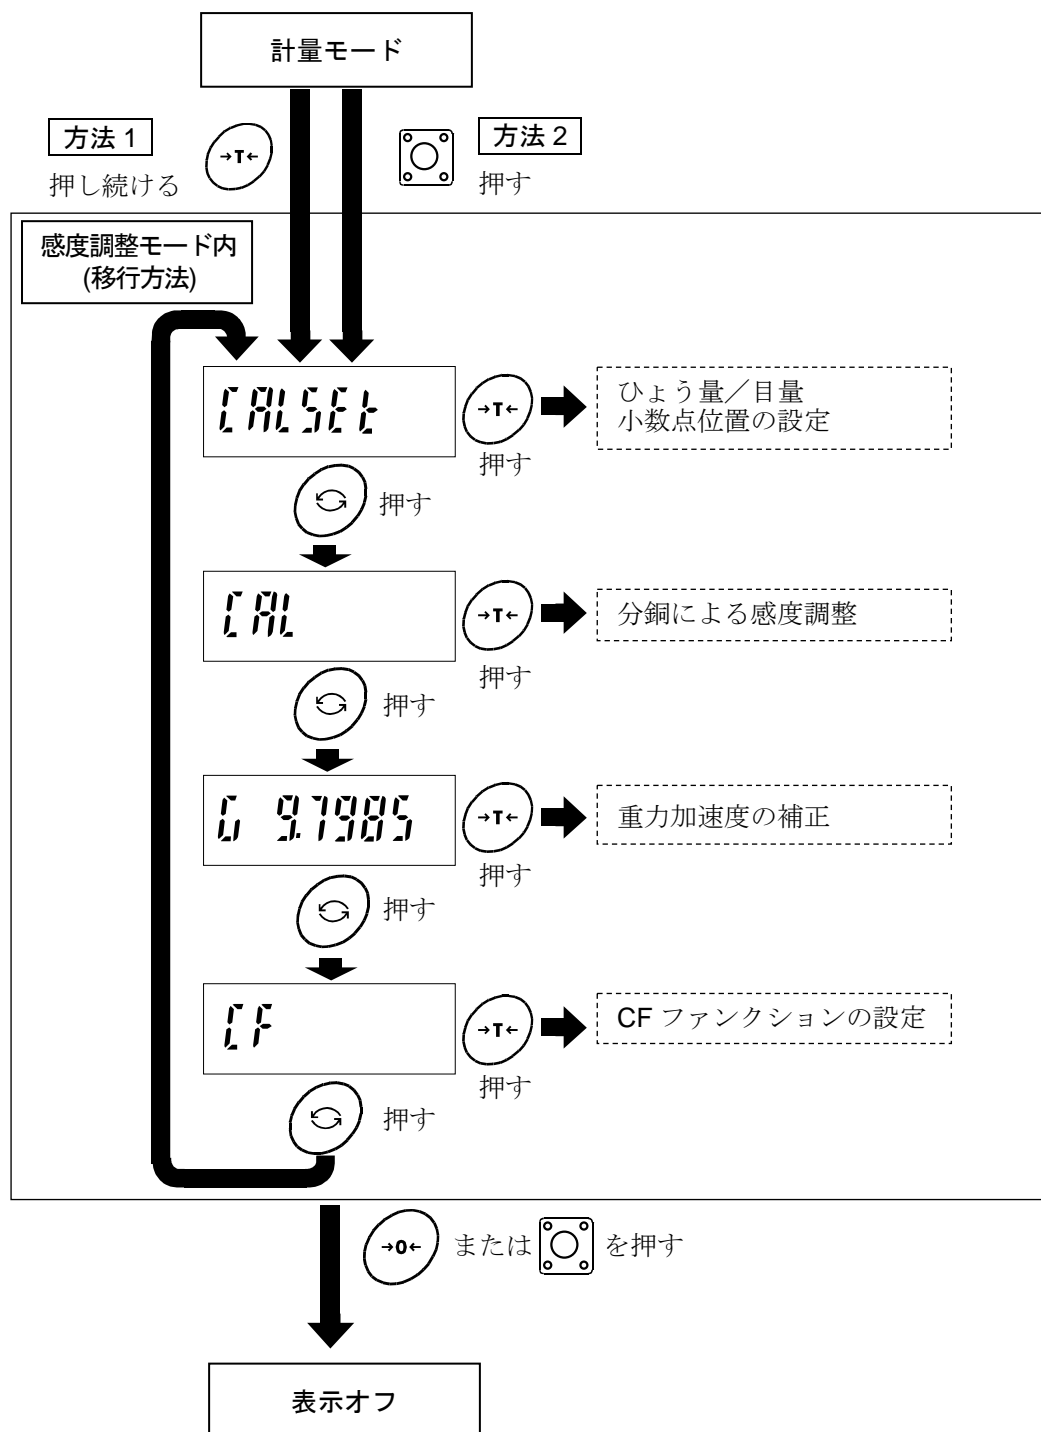 計量モード
方法 1
押し続ける
→T←
方法 2
押す
感度調整モード内
(移行方法)
CALSEt
→T←
押す
ひょう量／目量
小数点位置の設定
押す
CAL
→T←
押す
分銅による感度調整
押す
G 9.7985
→T←
押す
重力加速度の補正
押す
CF
→T←
押す
CF ファンクションの設定
押す
→0← または を押す
表示オフ